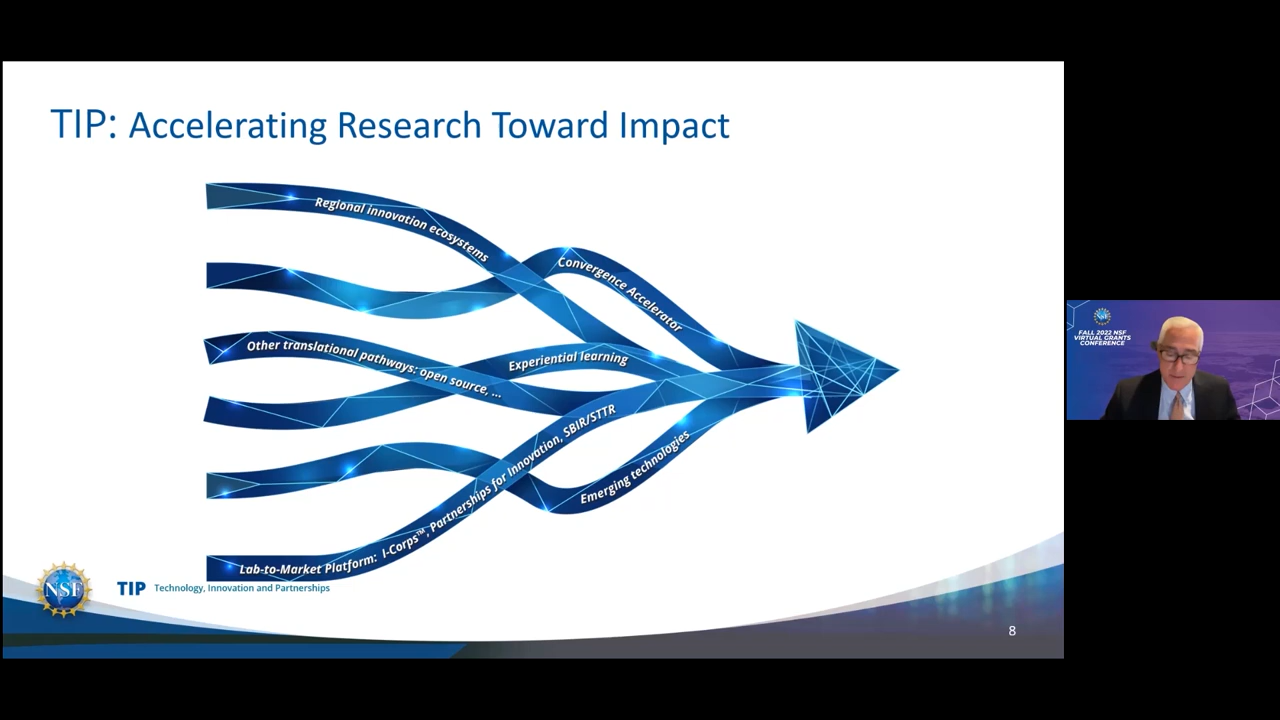 TIP: Accelerating Research Toward Impact
Regional innovation ecosystems
Convergence Accelerator
Other translational pathways: open source, ...
Experiential learning
Lab-to-Market Platform: I-Corps™, Partnerships for Innovation, SBIR/STTR
Emerging technologies
NSF
TIP Technology, Innovation and Partnerships
8
NSF
FALL 2022 NSF
VIRTUAL GRANTS
CONFERENCE